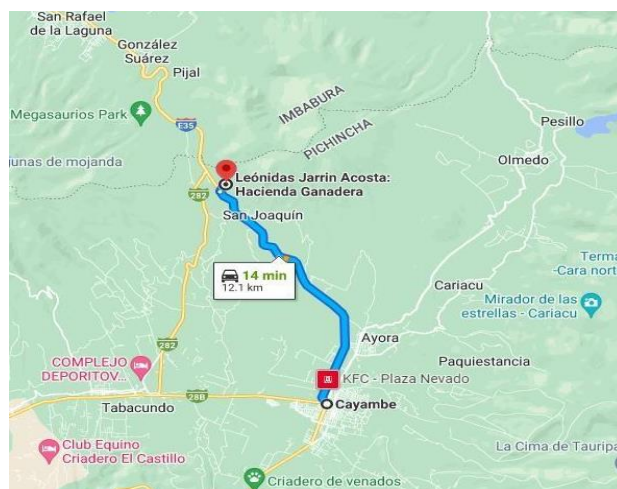 San Rafael
de la Laguna
González
Suárez
Pijal
Megasaurios Park
E35
IMBABURA
PICHINCHA
Pesillo
Olmedo
gunas de mojanda
282
Leónidas Jarrin Acosta:
Hacienda Ganadera
San Joaquín
14 min
12.1 km
Terma
-Cara nort
Cariacu
Mirador de las
estrellas - Cariacu
Ayora
282
Paquiestancia
COMPLEJO
DEPORITOV...
KFC - Plaza Nevado
28B
Tabacundo
Cayambe
Club Equino
Criadero El Castillo
La Cima de Tauripa
Criadero de venados